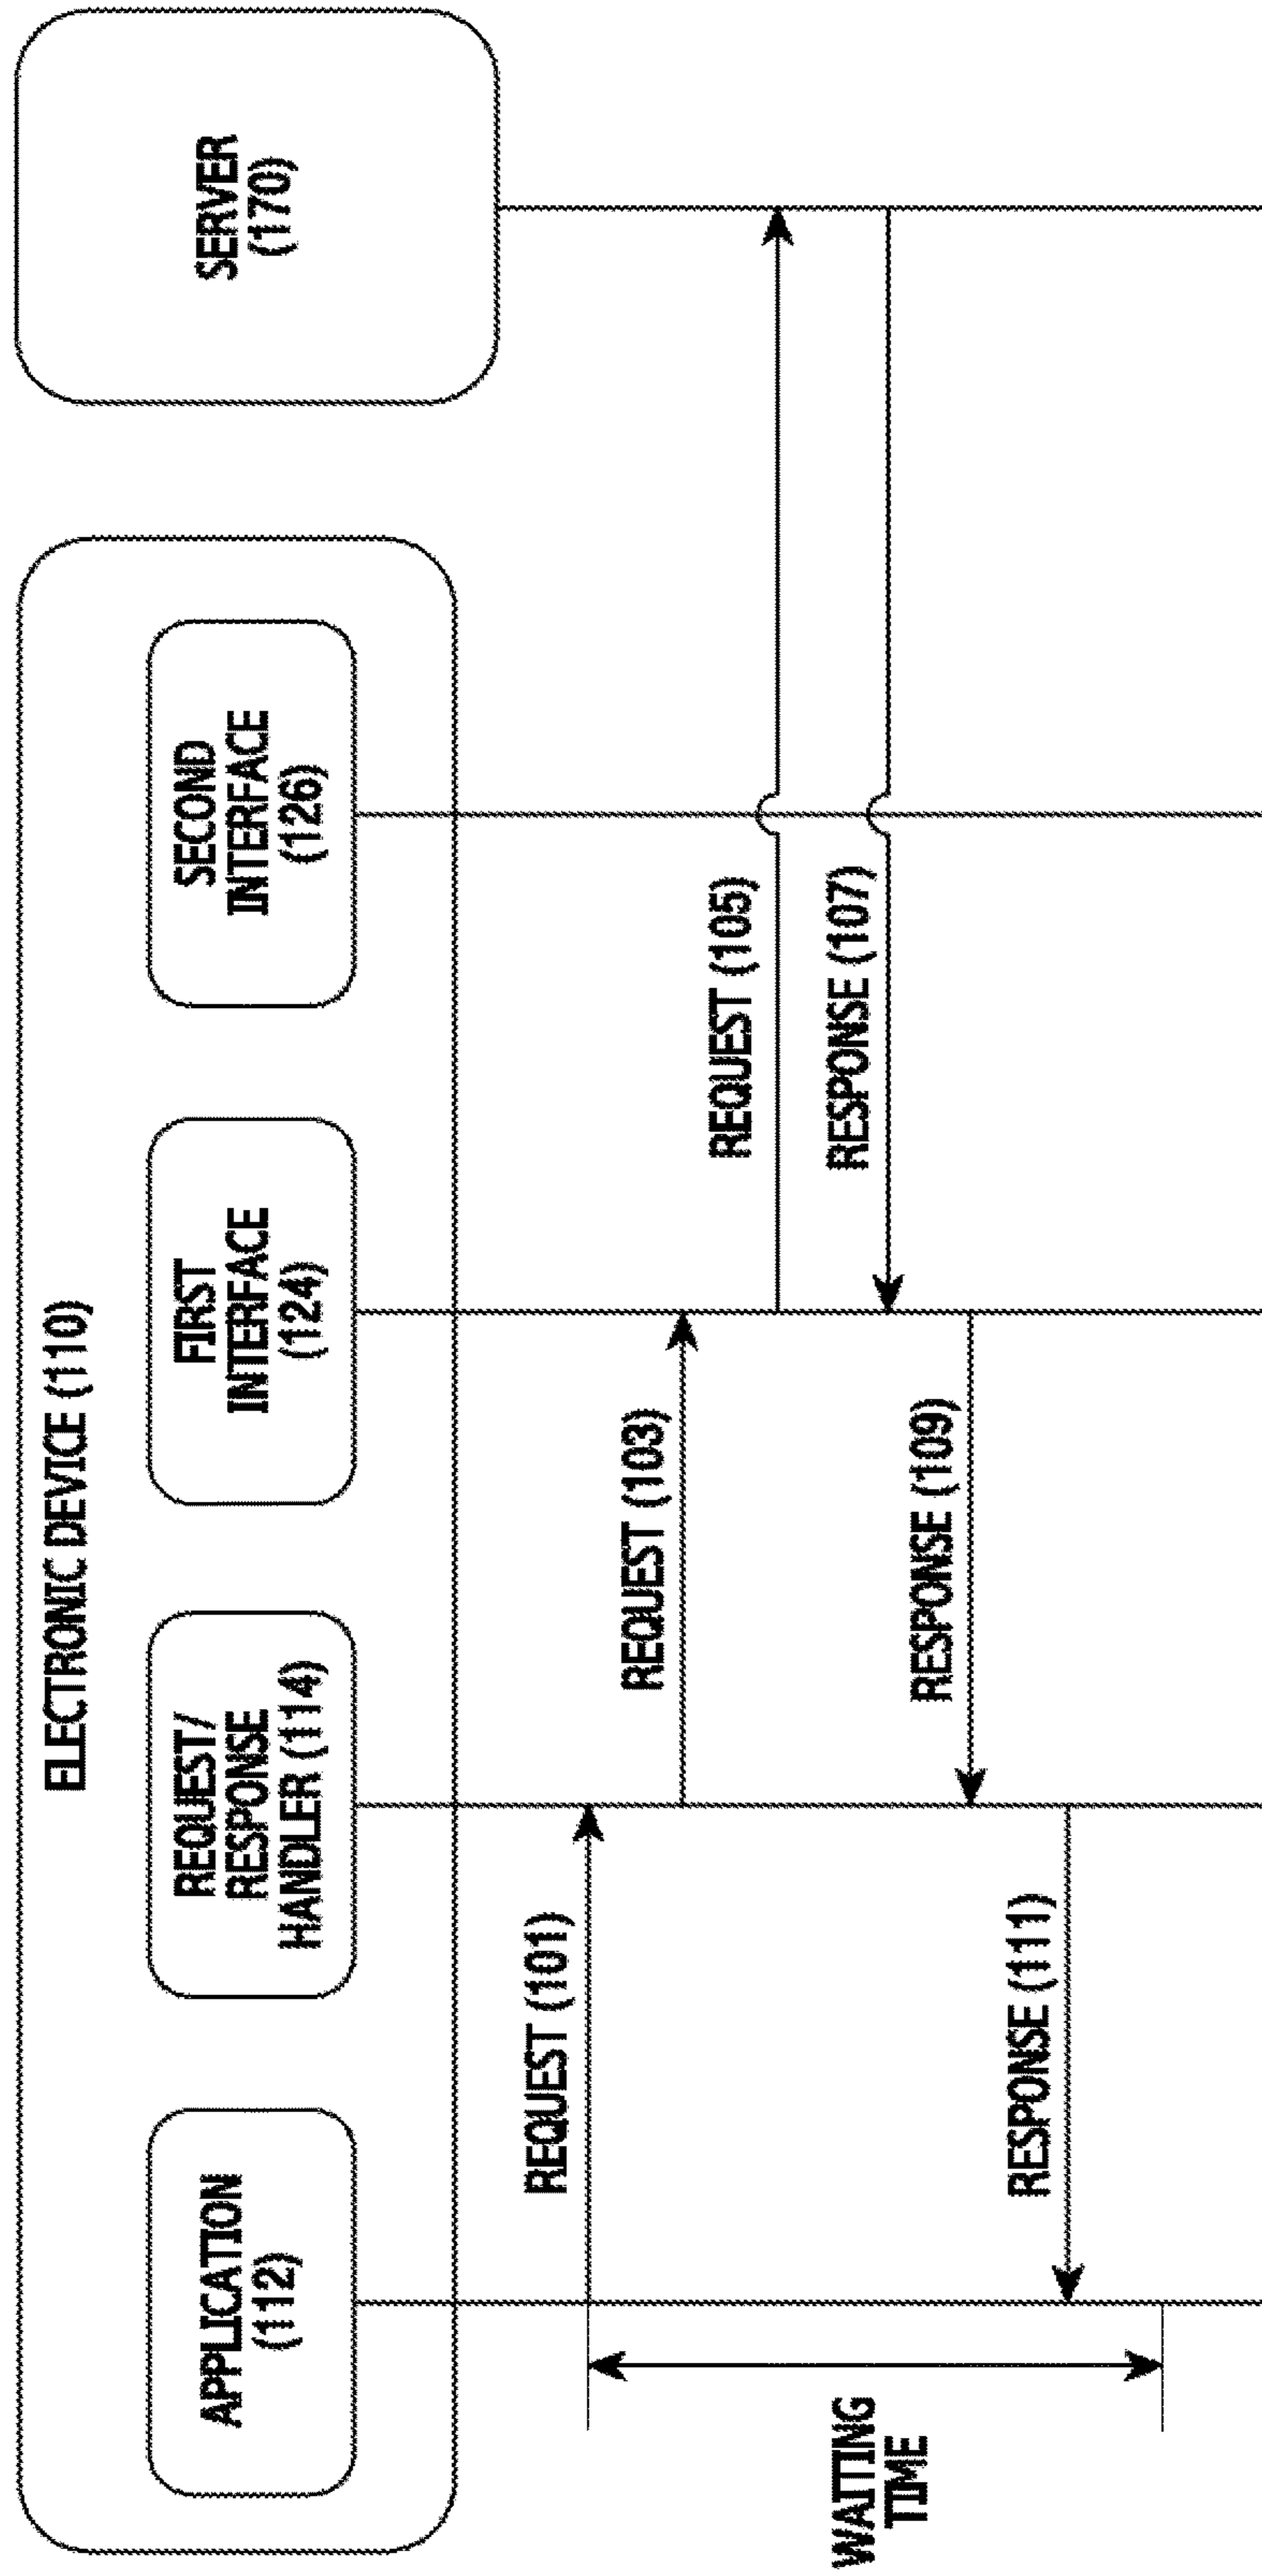 ELECTRONIC DEVICE (110)
APPLICATION
(112)
REQUEST/
RESPONSE
HANDLER (114)
FIRST
INTERFACE
(124)
SECOND
INTERFACE
(126)
SERVER
(170)
REQUEST (101)
REQUEST (103)
REQUEST (105)
RESPONSE (107)
RESPONSE (109)
RESPONSE (111)
WAITING
TIME